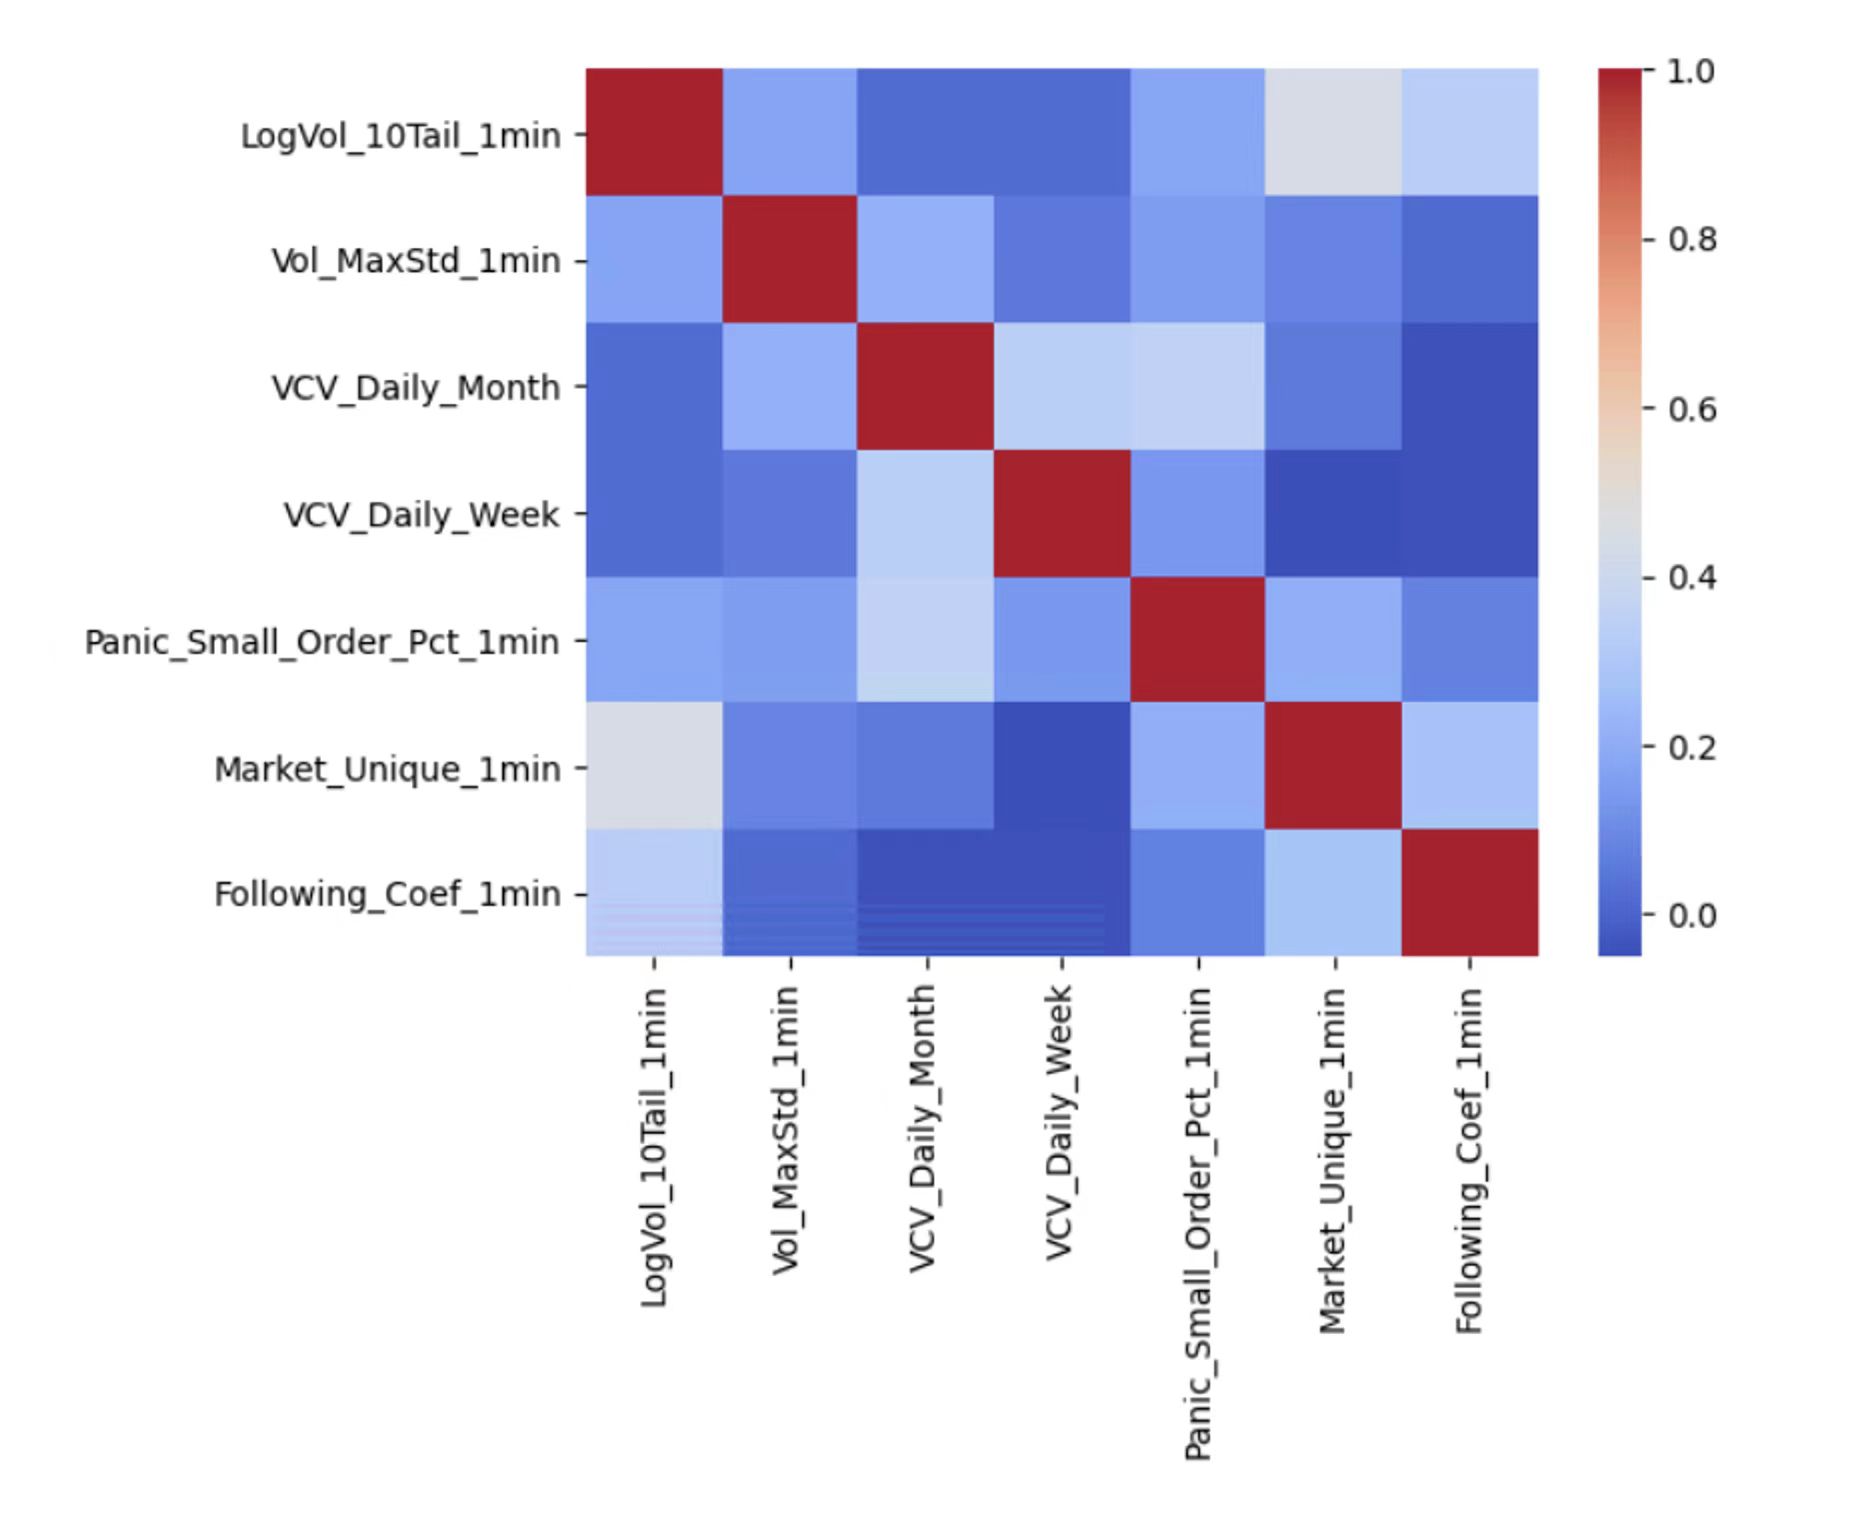 LogVol_10Tail_1min
Vol_MaxStd_1min
VCV_Daily_Month
VCV_Daily_Week
Panic_Small_Order_Pct_1min
Market_Unique_1min
Following_Coef_1min
LogVol_10Tail_1min
Vol_MaxStd_1min
VCV_Daily_Month
VCV_Daily_Week
Panic_Small_Order_Pct_1min
Market_Unique_1min
Following_Coef_1min
1.0
0.8
0.6
0.4
0.2
0.0